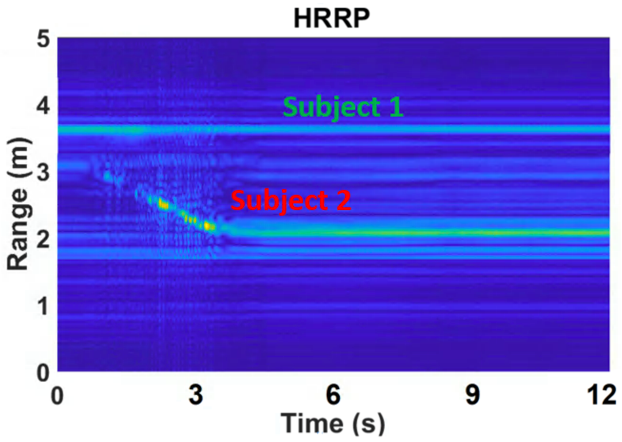 HRRP
5
4
3
2
1
0
Range (m)
Subject 1
Subject 2
0 3 6 9 12
Time (s)